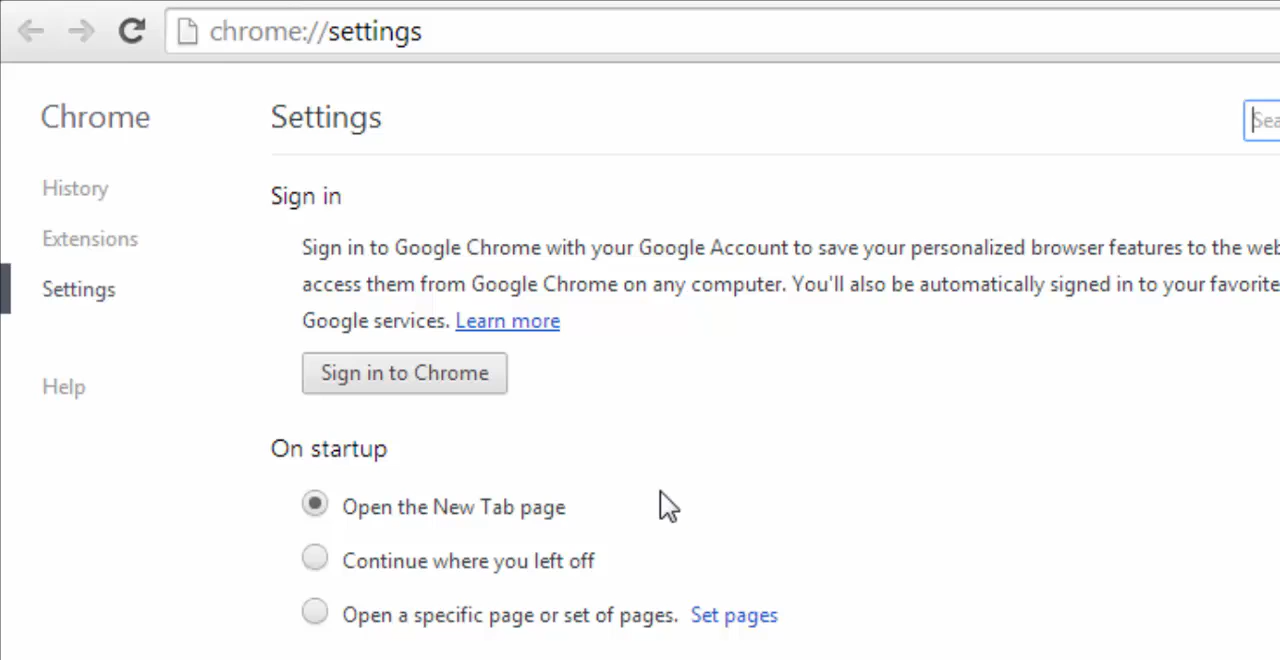 chrome://settings
Chrome
Settings
History
Extensions
Settings
Help
Sign in
Sign in to Google Chrome with your Google Account to save your personalized browser features to the web
access them from Google Chrome on any computer. You'll also be automatically signed in to your favorite
Google services. Learn more
Sign in to Chrome
On startup
Open the New Tab page
Continue where you left off
Open a specific page or set of pages. Set pages